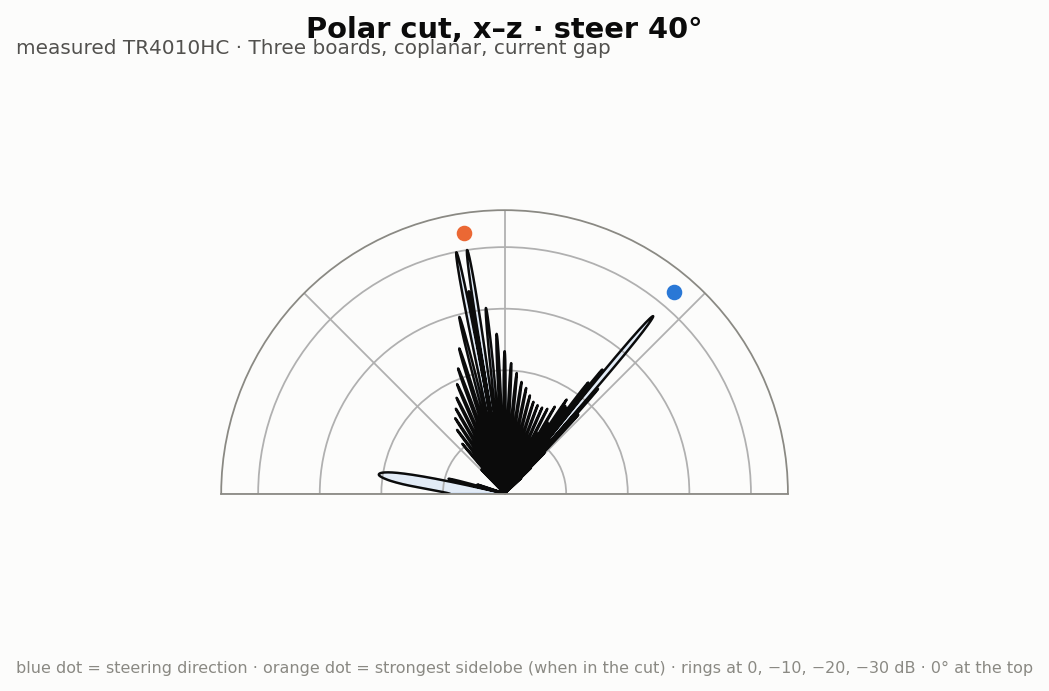 Polar cut, x–z · steer 40°
measured TR4010HC · Three boards, coplanar, current gap
blue dot = steering direction · orange dot = strongest sidelobe (when in the cut) · rings at 0, −10, −20, −30 dB · 0° at the top